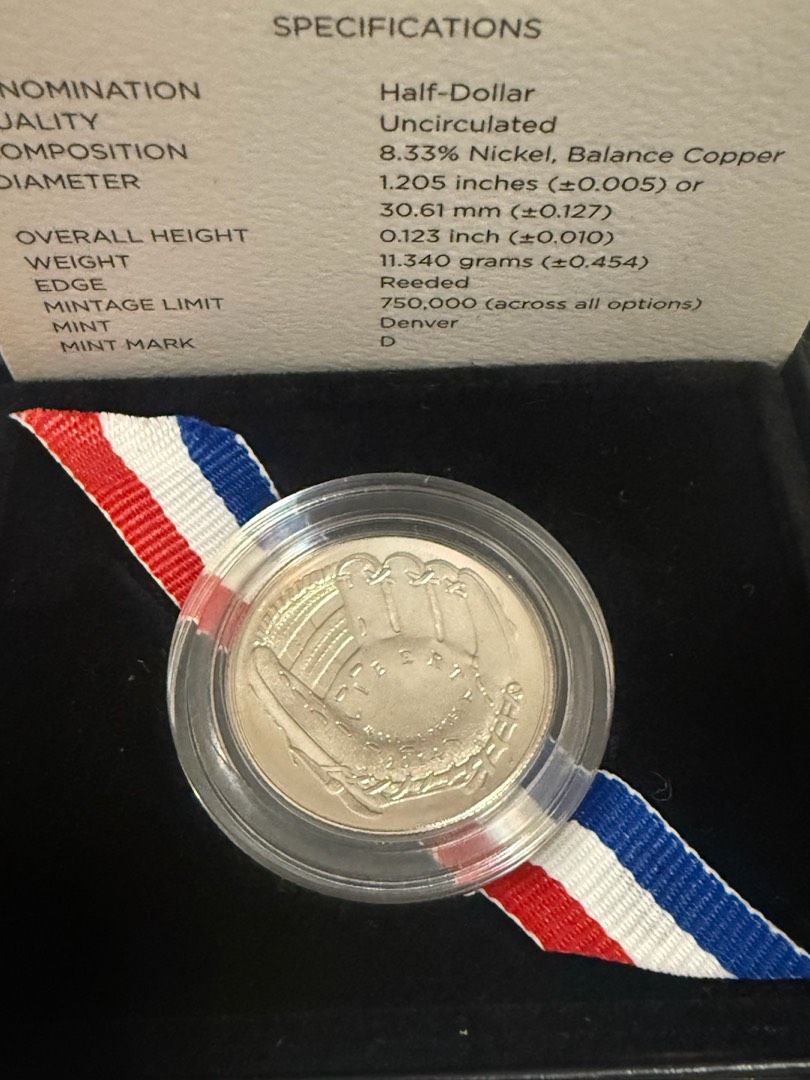 SPECIFICATIONS
NOMINATION Half-Dollar
UALITY Uncirculated
OMPOSITION 8.33% Nickel, Balance Copper
DIAMETER 1.205 inches (±0.005) or
30.61 mm (±0.127)
OVERALL HEIGHT 0.123 inch (±0.010)
WEIGHT 11.340 grams (±0.454)
EDGE Reeded
MINTAGE LIMIT 750,000 (across all options)
MINT Denver
MINT MARK D
LIBERTY